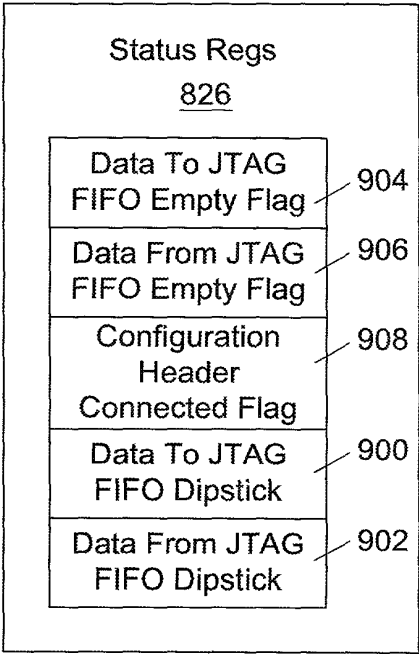 Status Regs
826
Data To JTAG
FIFO Empty Flag
904
Data From JTAG
FIFO Empty Flag
906
Configuration
Header
Connected Flag
908
Data To JTAG
FIFO Dipstick
900
Data From JTAG
FIFO Dipstick
902